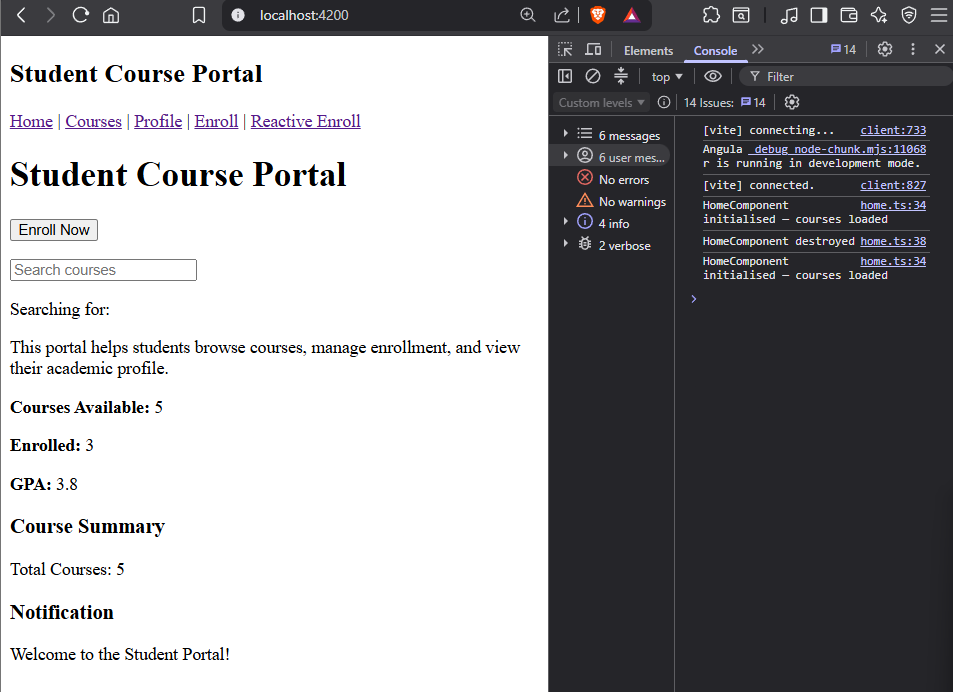 localhost:4200
Student Course Portal
Home | Courses | Profile | Enroll | Reactive Enroll
Student Course Portal
Enroll Now
Search courses
Searching for:
This portal helps students browse courses, manage enrollment, and view
their academic profile.
Courses Available: 5
Enrolled: 3
GPA: 3.8
Course Summary
Total Courses: 5
Notification
Welcome to the Student Portal!
Elements Console 14
top Filter
Custom levels 14 Issues: 14
6 messages
6 user mes...
No errors
No warnings
4 info
2 verbose
[vite] connecting... client:733
Angula _debug_node-chunk.mjs:11068
r is running in development mode.
[vite] connected. client:827
HomeComponent home.ts:34
initialised — courses loaded
HomeComponent destroyed home.ts:38
HomeComponent home.ts:34
initialised — courses loaded